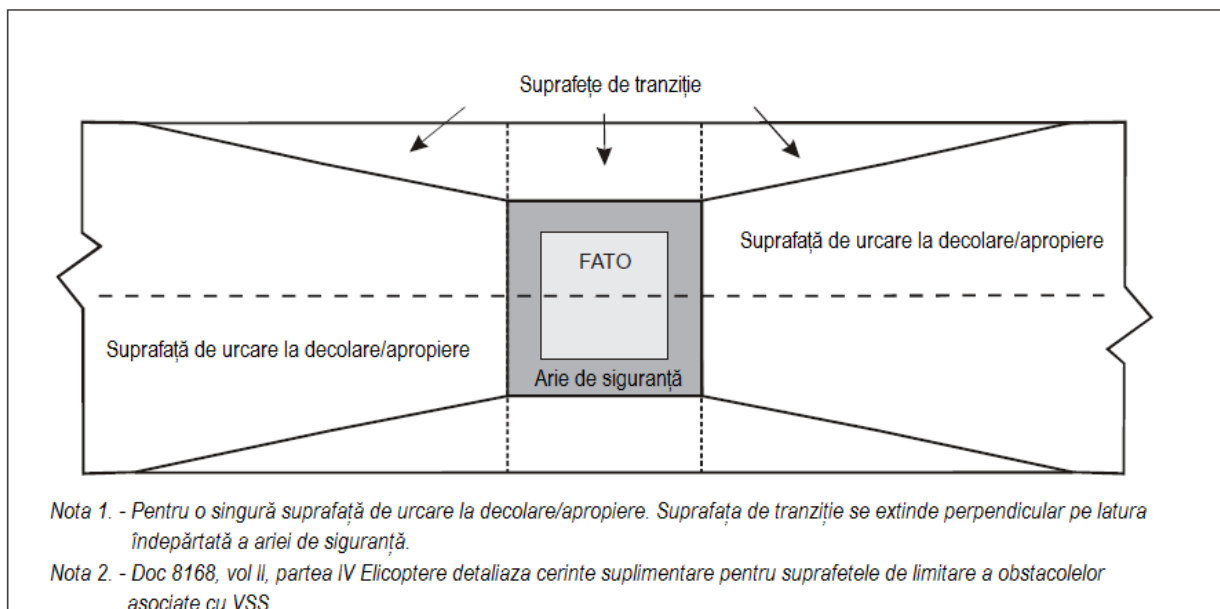 Suprafețe de tranziție
Suprafață de urcare la decolare/apropiere
FATO
Suprafață de urcare la decolare/apropiere
Arie de siguranță
Nota 1. - Pentru o singură suprafață de urcare la decolare/apropiere. Suprafața de tranziție se extinde perpendicular pe latura
îndepărtată a ariei de siguranță.
Nota 2. - Doc 8168, vol II, partea IV Elicoptere detaliaza cerinte suplimentare pentru suprafetele de limitare a obstacolelor
asociate cu VSS